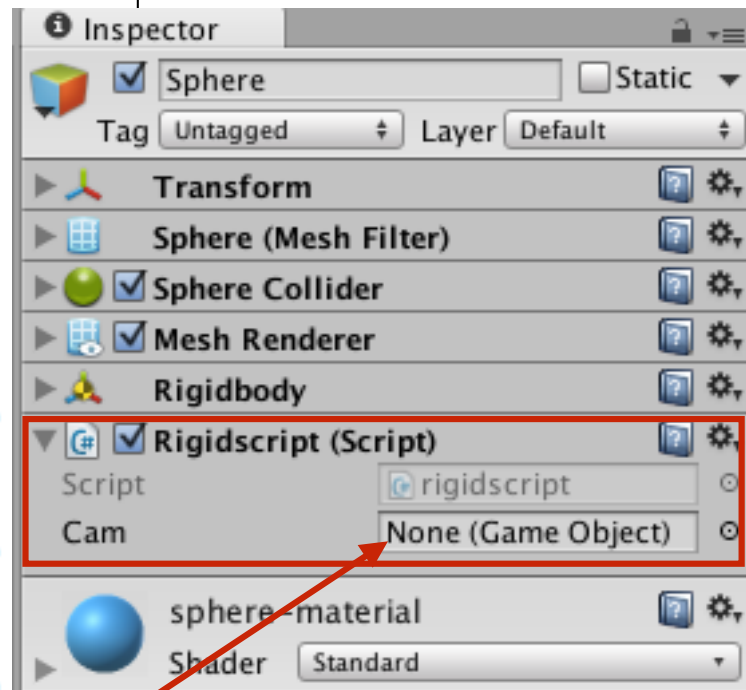 Inspector
Sphere Static
Tag Untagged Layer Default
Transform
Sphere (Mesh Filter)
Sphere Collider
Mesh Renderer
Rigidbody
Rigidscript (Script)
Script rigidscript
Cam None (Game Object)
sphere-material
Shader Standard